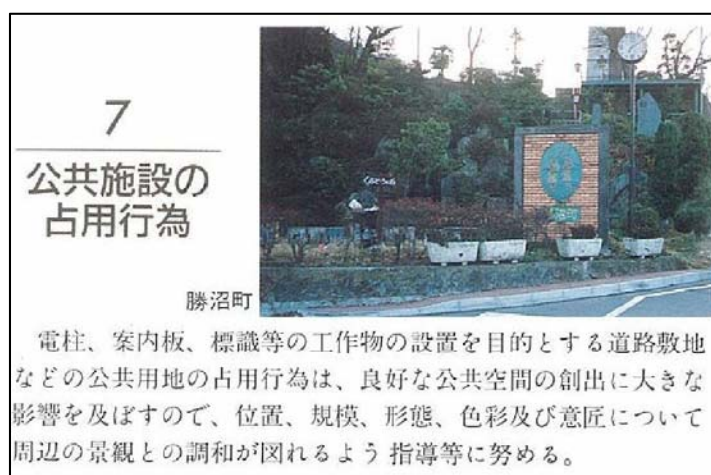 7
公共施設の
占用行為
勝沼町
電柱、案内板、標識等の工作物の設置を目的とする道路敷地
などの公共用地の占用行為は、良好な公共空間の創出に大きな
影響を及ぼすので、位置、規模、形態、色彩及び意匠について
周辺の景観との調和が図れるよう指導等に努める。